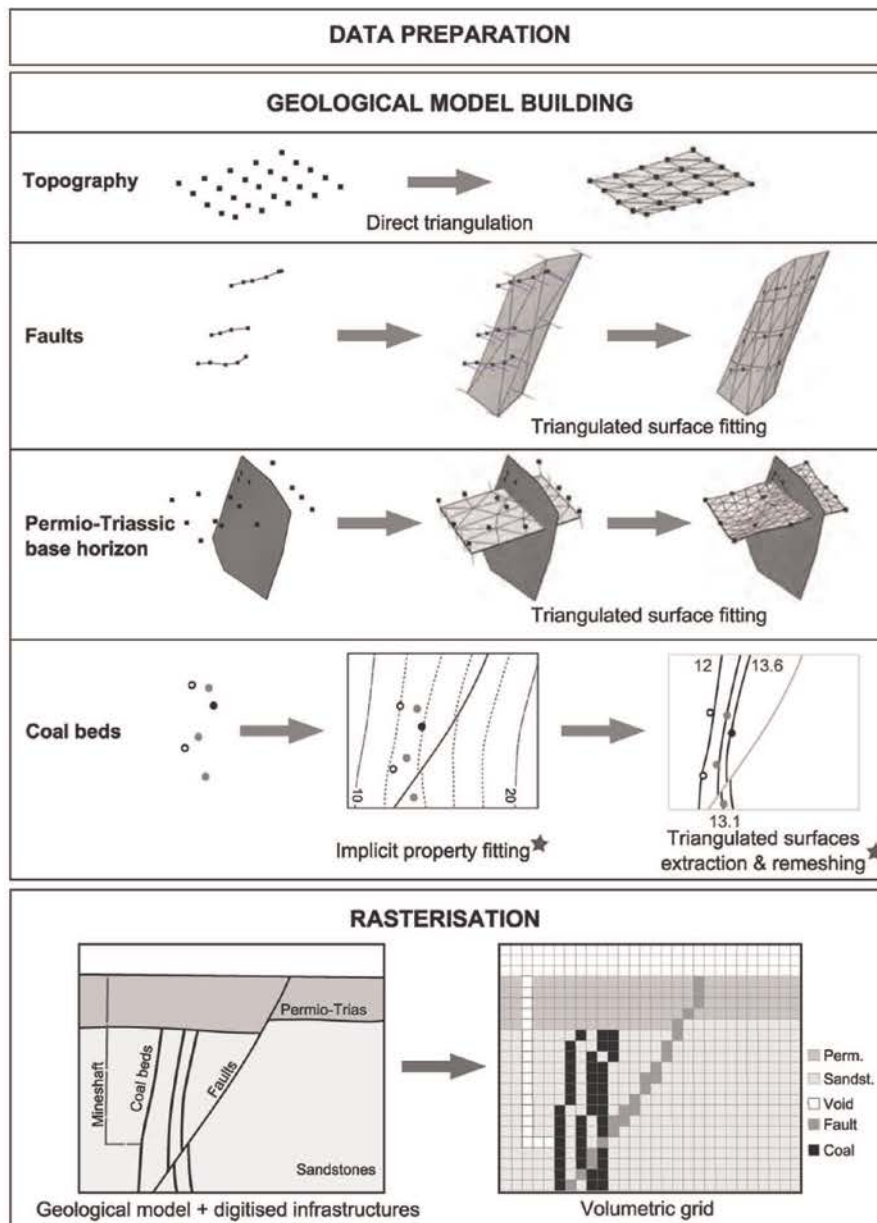 DATA PREPARATION
GEOLOGICAL MODEL BUILDING
Topography
Direct triangulation
Faults
Triangulated surface fitting
Permio-Triassic
base horizon
Triangulated surface fitting
Coal beds
10
20
Implicit property fitting
12
13.6
13.1
Triangulated surfaces
extraction & remeshing
RASTERISATION
Permio-Trias
Mineshaft
Coal beds
Faults
Sandstones
Geological model + digitised infrastructures
Perm.
Sandst.
Void
Fault
Coal
Volumetric grid